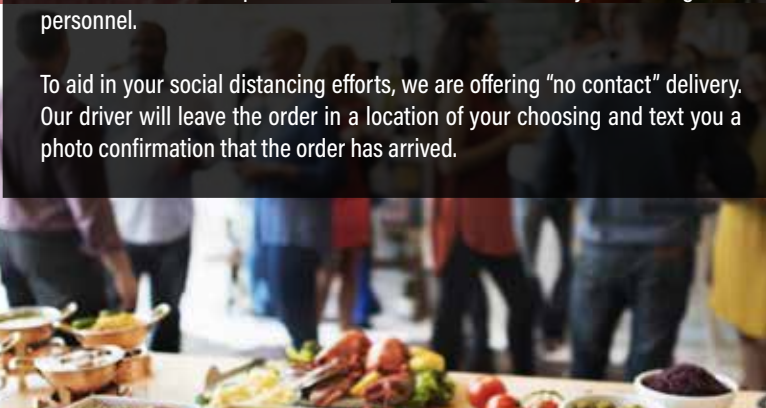 personnel.
To aid in your social distancing efforts, we are offering “no contact” delivery.
Our driver will leave the order in a location of your choosing and text you a
photo confirmation that the order has arrived.